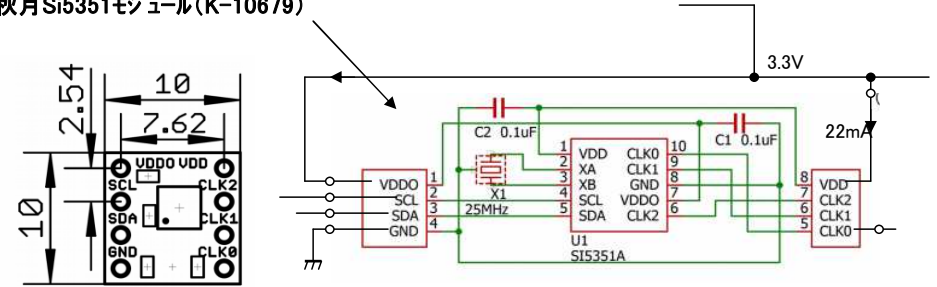 秋月Si5351モジュール(K-10679)
3.3V
22mA
10
7.62
2.54
10
VDDO VDD
SCL
CLK2
SDA
CLK1
GND
CLK0
C2 0.1uF
C1 0.1uF
X1
25MHz
1 VDD CLK0 10
2 XA CLK1 9
3 XB GND 8
4 SCL VDDO 7
5 SDA CLK2 6
U1
SI5351A
VDDO 1
SCL 2
SDA 3
GND 4
8 VDD
7 CLK2
6 CLK1
5 CLK0